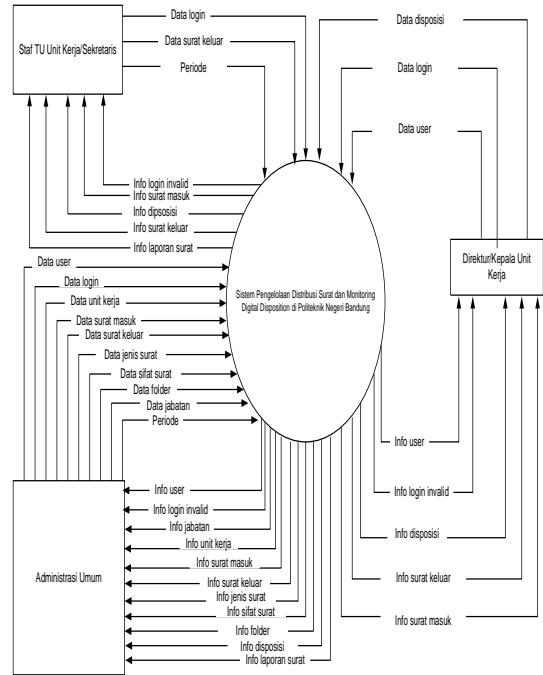 Data login
Data surat keluar
Periode
Staf TU Unit Kerja/Sekretaris
Data disposisi
Data login
Data user
Info login invalid
Info surat masuk
Info dipsosisi
Info surat keluar
Info laporan surat
Direktur/Kepala Unit
Kerja
Sistem Pengelolaan Distribusi Surat dan Monitoring
Digital Disposition di Politeknik Negeri Bandung
Data user
Data login
Data unit kerja
Data surat masuk
Data surat keluar
Data jenis surat
Data sifat surat
Data folder
Data jabatan
Periode
Info user
Info login invalid
Info disposisi
Info surat keluar
Info surat masuk
Administrasi Umum
Info user
Info login invalid
Info jabatan
Info unit kerja
Info surat masuk
Info surat keluar
Info jenis surat
Info sifat surat
Info folder
Info disposisi
Info laporan surat